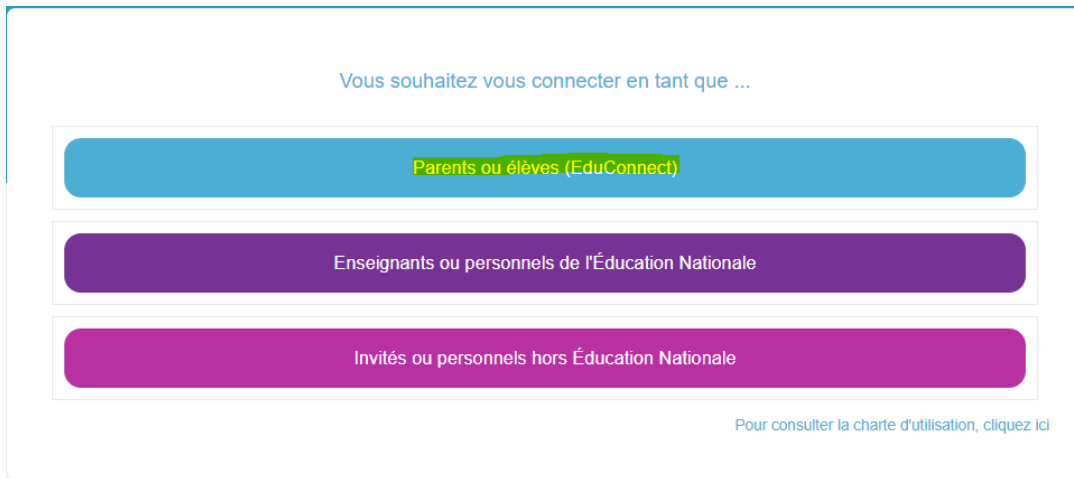 Vous souhaitez vous connecter en tant que ...
Parents ou élèves (EduConnect)
Enseignants ou personnels de l'Éducation Nationale
Invités ou personnels hors Éducation Nationale
Pour consulter la charte d'utilisation, cliquez ici